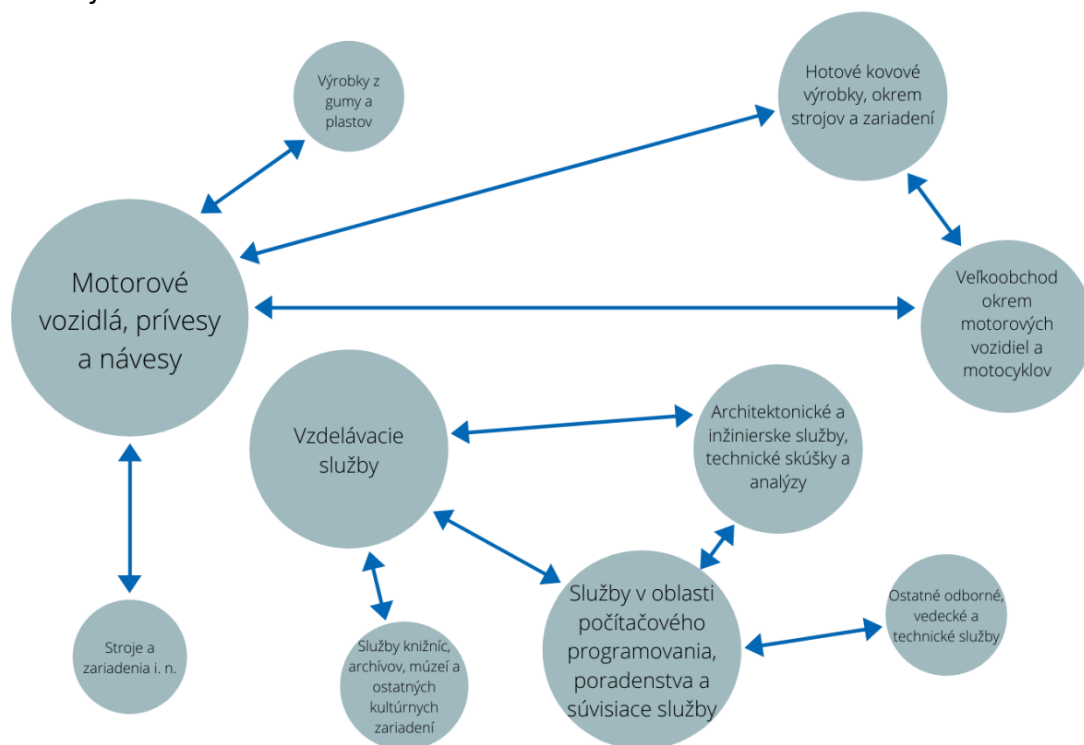 Výrobky z
gumy a
plastov
Hotové kovové
výrobky, okrem
strojov a zariadení
Motorové
vozidlá, prívesy
a návesy
Veľkoobchod
okrem
motorových
vozidiel a
motocyklov
Vzdelávacie
služby
Architektonické a
inžinierske služby,
technické skúšky a
analýzy
Stroje a
zariadenia i. n.
Služby knižníc,
archívov, múzeí a
ostatných
kultúrnych
zariadení
Služby v oblasti
počítačového
programovania,
poradenstva a
súvisiace služby
Ostatné odborné,
vedecké a
technické služby